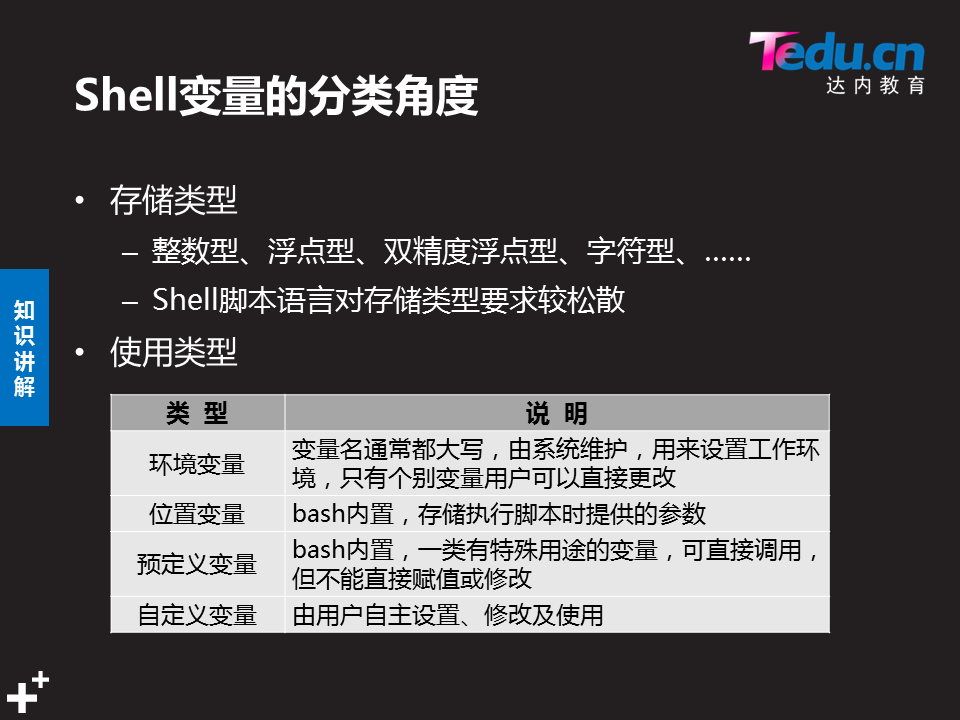 Tedu.cn
达内教育
Shell变量的分类角度
• 存储类型
– 整数型、浮点型、双精度浮点型、字符型、……
– Shell脚本语言对存储类型要求较松散
• 使用类型
知
识
讲
解
类 型 说 明
环境变量 变量名通常都大写，由系统维护，用来设置工作环
境，只有个别变量用户可以直接更改
位置变量 bash内置，存储执行脚本时提供的参数
预定义变量 bash内置，一类有特殊用途的变量，可直接调用，
但不能直接赋值或修改
自定义变量 由用户自主设置、修改及使用